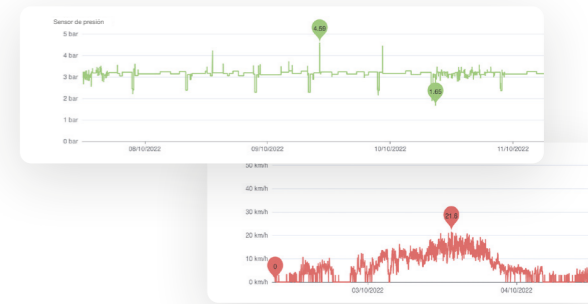 Sensor de presión
5 bar
4.59
4 bar
3 bar
2 bar
1.65
1 bar
0 bar
08/10/2022 09/10/2022 10/10/2022 11/10/2022
50 km/h
40 km/h
30 km/h
21.5
20 km/h
10 km/h
0
0 km/h
03/10/2022 04/10/2022